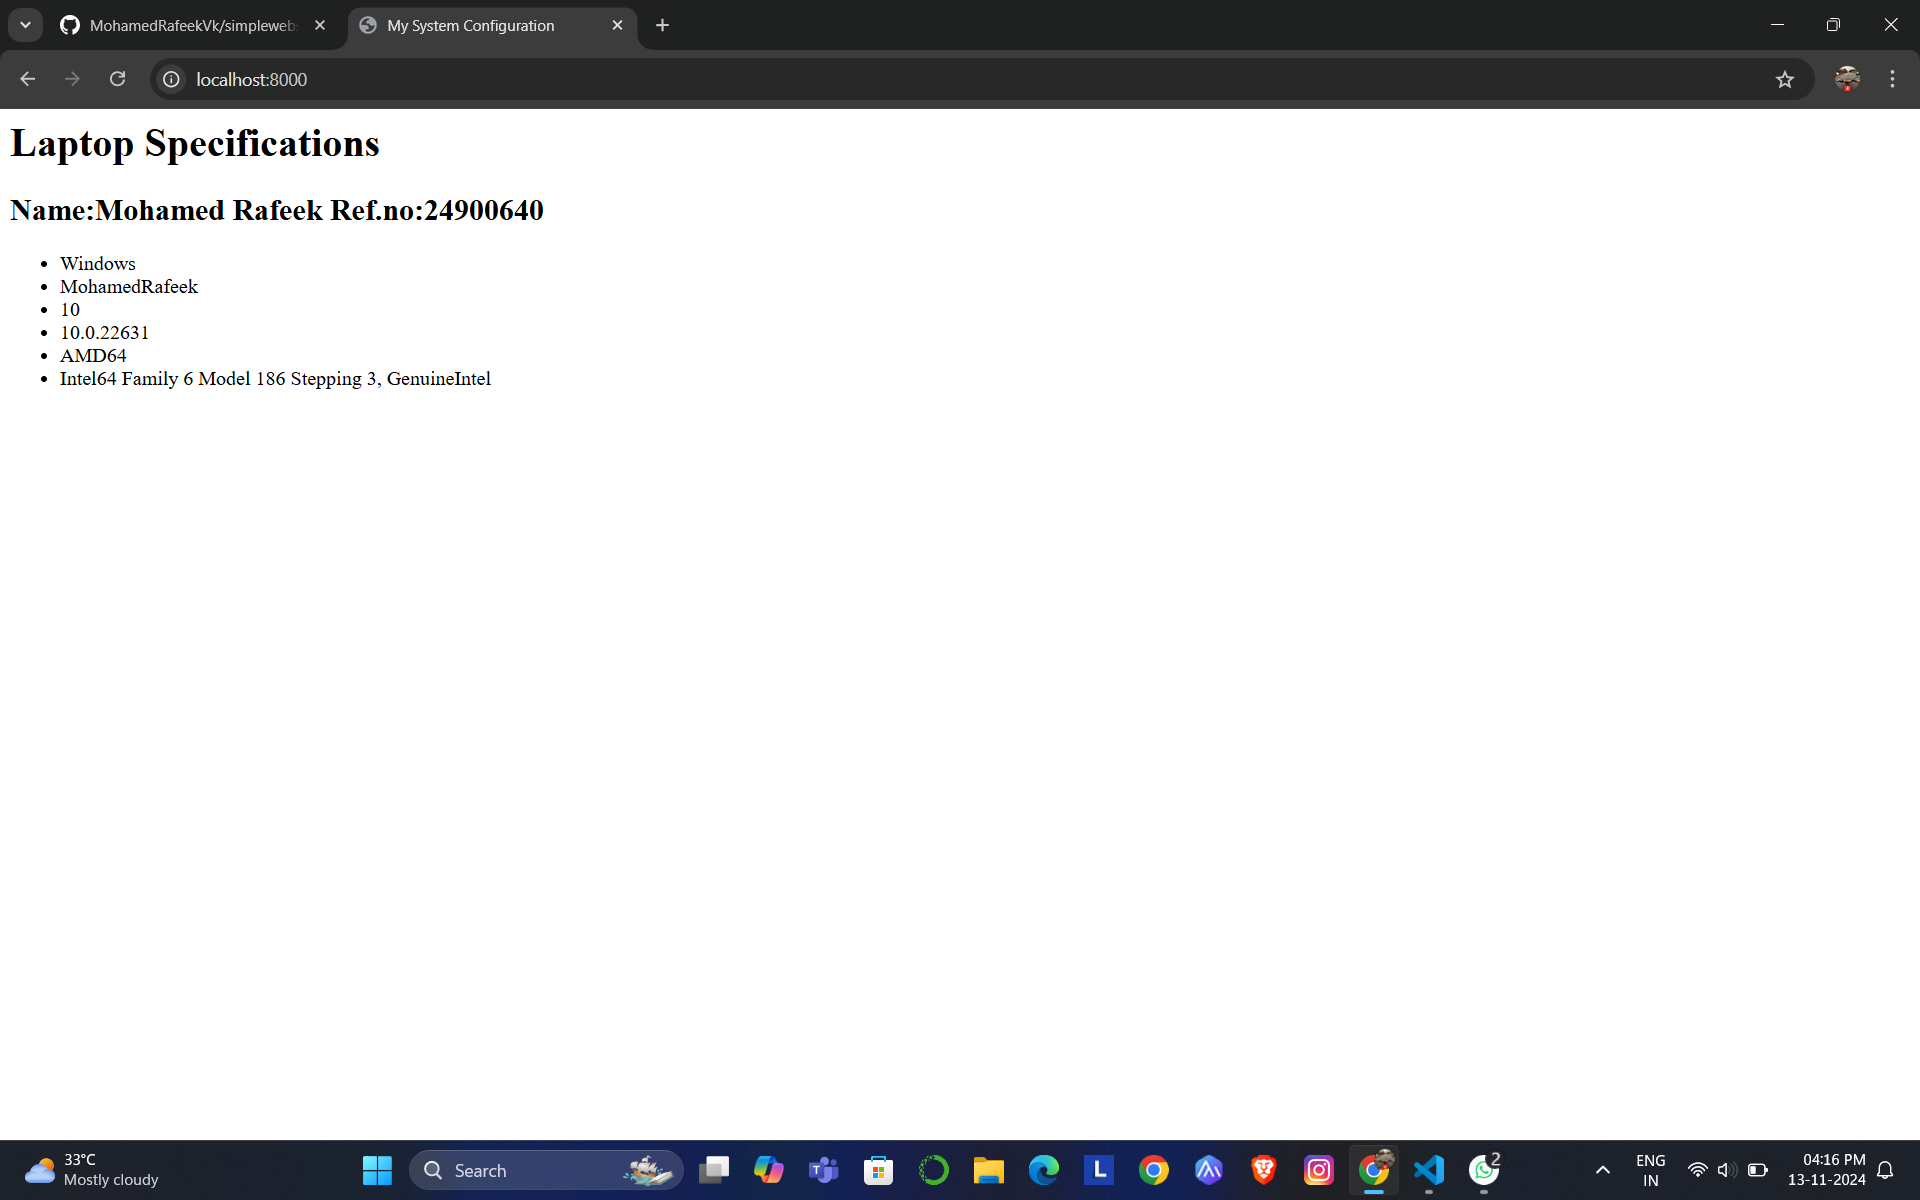 MohamedRafeekVk/simplewebs
My System Configuration
localhost:8000
Laptop Specifications
Name:Mohamed Rafeek Ref.no:24900640
Windows
MohamedRafeek
10
10.0.22631
AMD64
Intel64 Family 6 Model 186 Stepping 3, GenuineIntel
33°C
Mostly cloudy
Search
T
L
2
ENG
IN
04:16 PM
13-11-2024